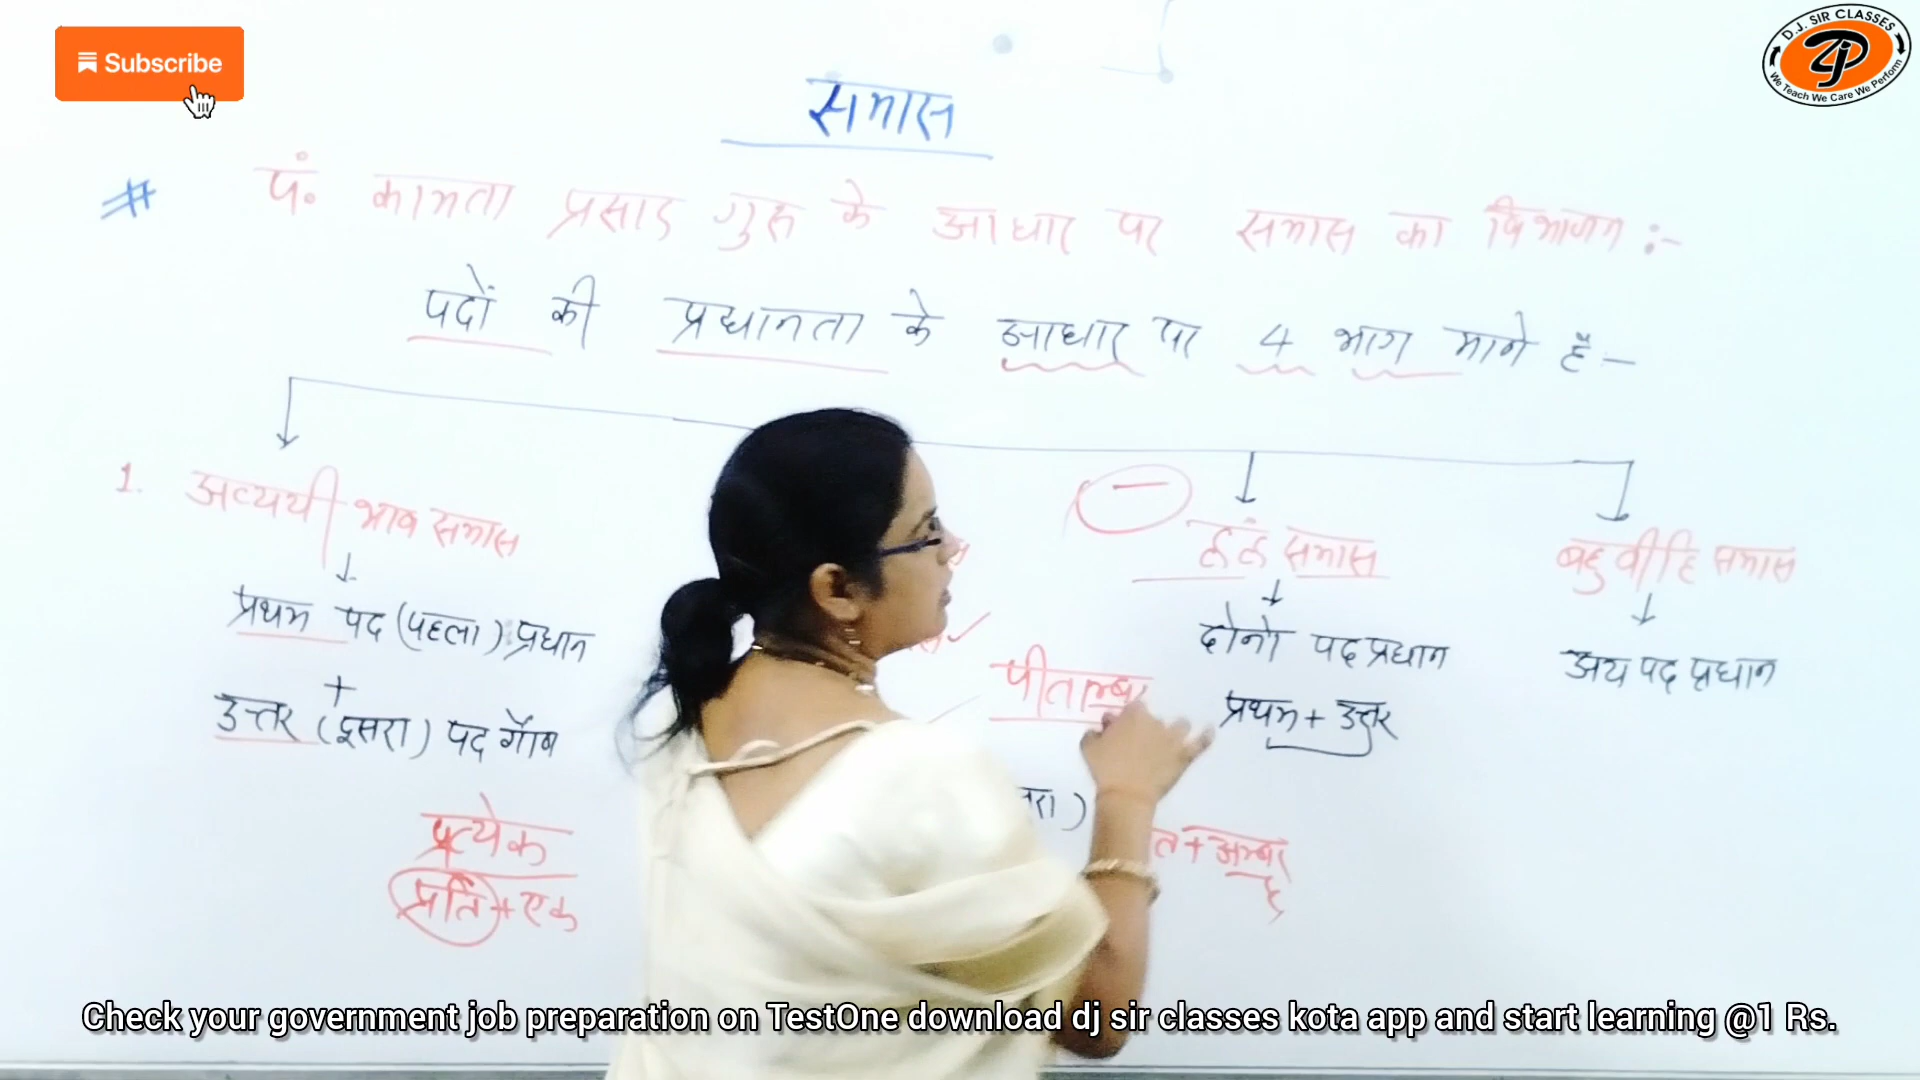 Subscribe
D.J. SIR CLASSES
We Teach We Care We Perform
समास
# पं॰ कामता प्रसाद गुरु के आधार पर समास का विभाजन :-
पदों की प्रधानता के आधार पर 4 भाग माने हैं :-
1. अव्ययी भाव समास
प्रथम पद (पहला) प्रधान
+
उत्तर (दूसरा) पद गौण
प्रत्येक
प्रति + एक
पीताम्बर
+ अम्बर
समास
दोनों पद प्रधान
प्रथम + उत्तर
बहुव्रीहि समास
अन्य पद प्रधान
Check your government job preparation on TestOne download dj sir classes kota app and start learning @1 Rs.